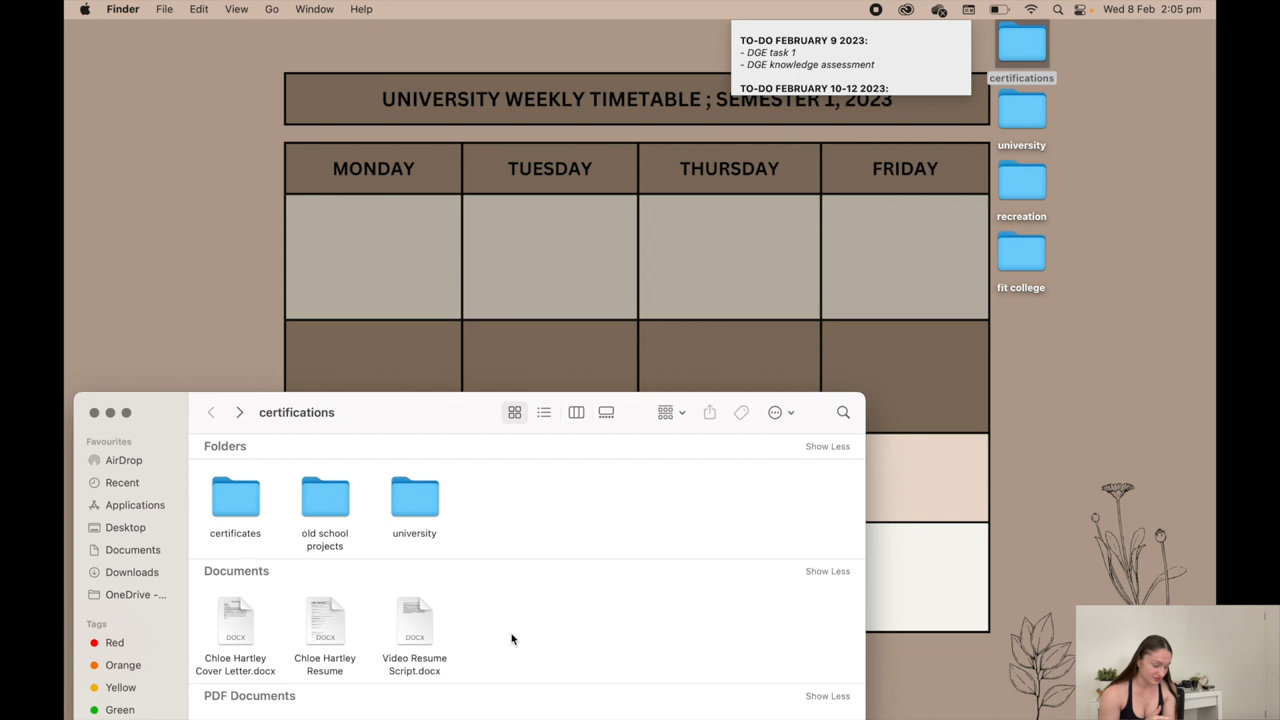 Finder File Edit View Go Window Help Wed 8 Feb 2:05 pm
TO-DO FEBRUARY 9 2023:
- DGE task 1
- DGE knowledge assessment
TO-DO FEBRUARY 10-12 2023:
certifications
university
recreation
fit college
UNIVERSITY WEEKLY TIMETABLE ; SEMESTER 1, 2023
MONDAY TUESDAY THURSDAY FRIDAY
certifications
Favourites
AirDrop
Recent
Applications
Desktop
Documents
Downloads
OneDrive -...
Tags
Red
Orange
Yellow
Green
Folders Show Less
certificates
old school
projects
university
Documents Show Less
DOCX DOCX DOCX
Chloe Hartley
Cover Letter.docx
Chloe Hartley
Resume
Video Resume
Script.docx
PDF Documents Show Less